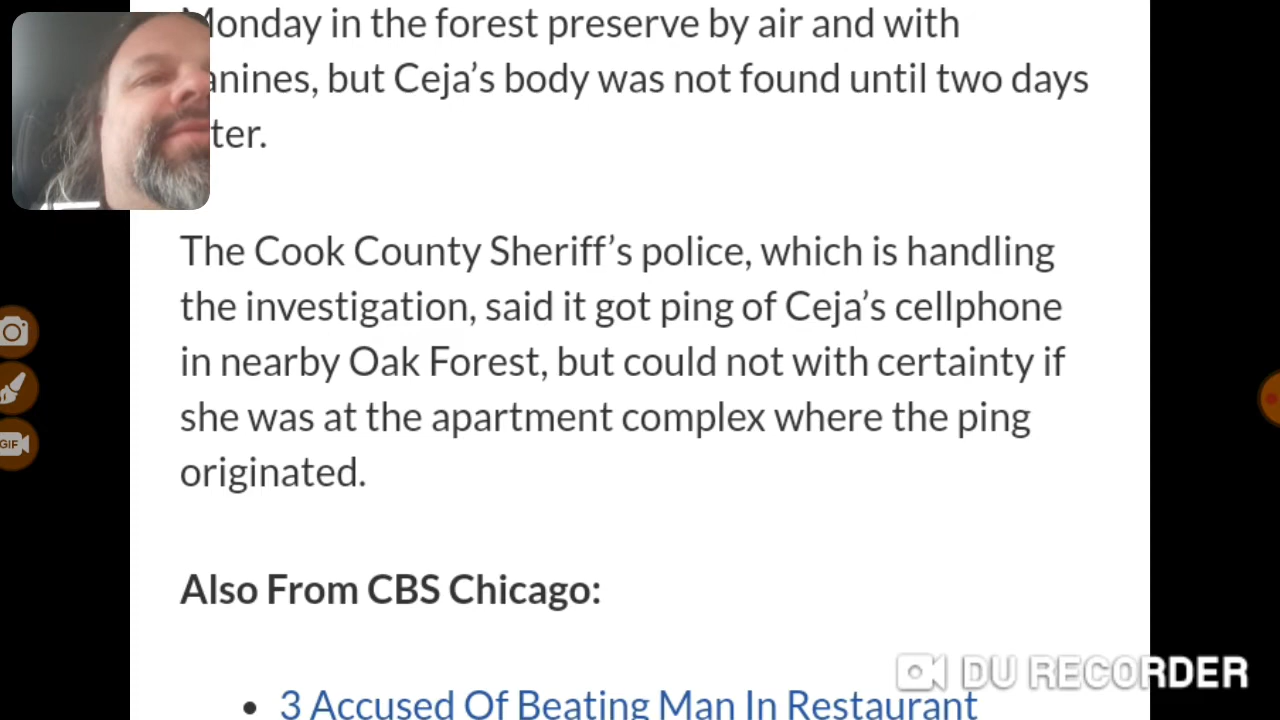 Monday in the forest preserve by air and with
anines, but Ceja's body was not found until two days
ter.
The Cook County Sheriff's police, which is handling
the investigation, said it got ping of Ceja's cellphone
in nearby Oak Forest, but could not with certainty if
she was at the apartment complex where the ping
originated.
Also From CBS Chicago:
• 3 Accused Of Beating Man In Restaurant
GIF
DU RECORDER